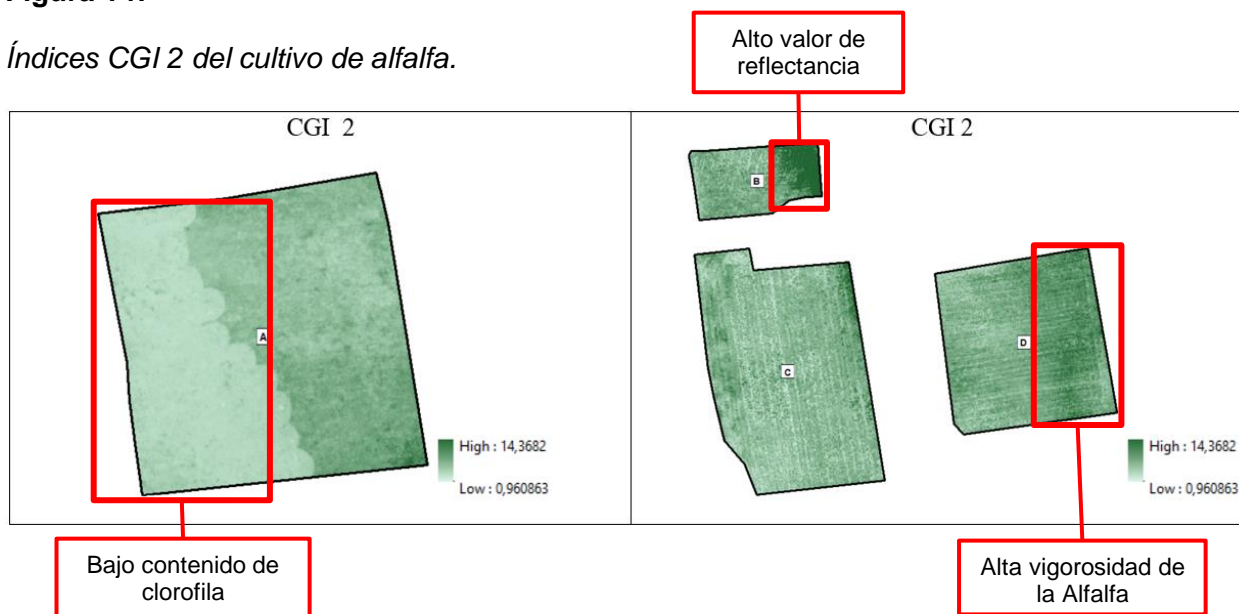 Índices CGI 2 del cultivo de alfalfa.
Alto valor de
reflectancia
CGI 2
A
High : 14,3682
Low : 0,960863
CGI 2
B
C
D
High : 14,3682
Low : 0,960863
Bajo contenido de
clorofila
Alta vigorosidad de
la Alfalfa